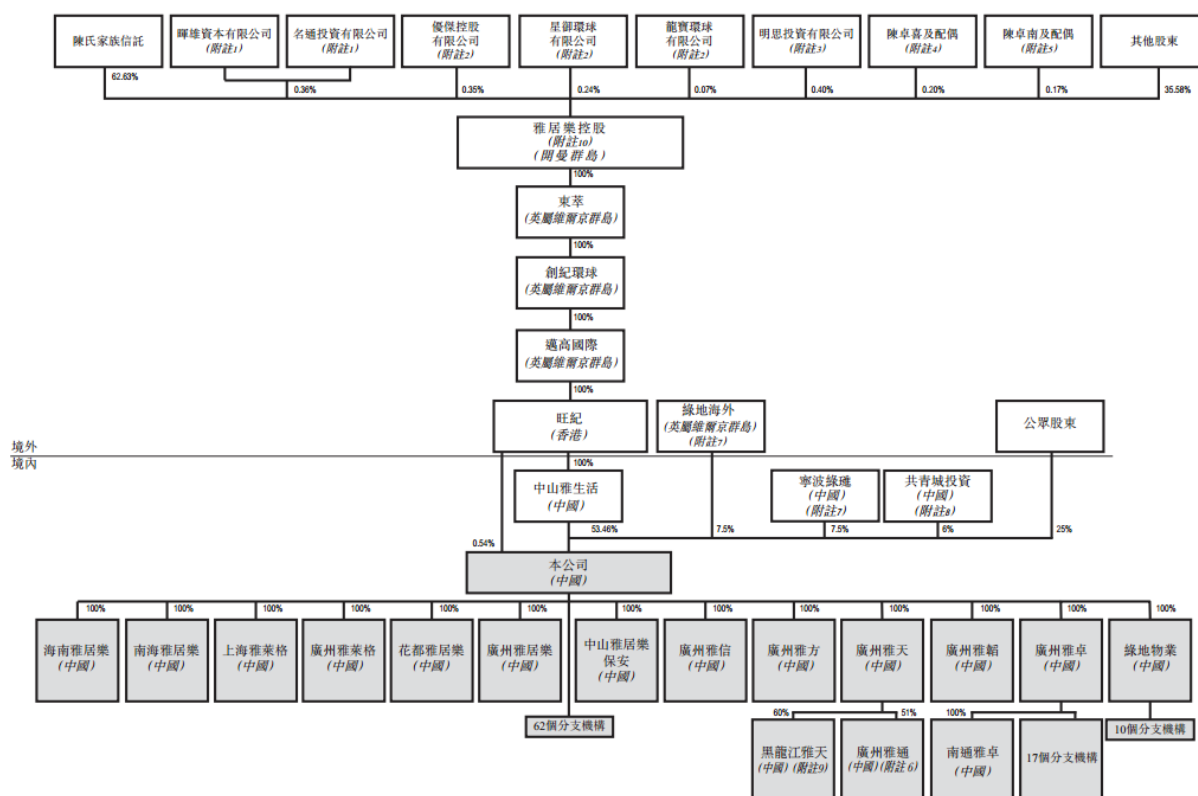 陳氏家族信託
暉雄資本有限公司
(附註1)
名通投資有限公司
(附註1)
優傑控股
有限公司
(附註2)
星御環球
有限公司
(附註2)
龍寶環球
有限公司
(附註2)
明思投資有限公司
(附註3)
陳卓喜及配偶
(附註4)
陳卓南及配偶
(附註5)
其他股東
62.63%
0.36%
0.35%
0.24%
0.07%
0.40%
0.20%
0.17%
35.58%
雅居樂控股
(附註10)
(開曼群島)
100%
東萃
(英屬維爾京群島)
100%
創紀環球
(英屬維爾京群島)
100%
邁高國際
(英屬維爾京群島)
100%
旺紀
(香港)
綠地海外
(英屬維爾京群島)
(附註7)
公眾股東
境外
境內
100%
中山雅生活
(中國)
寧波綠璡
(中國)
(附註7)
共青城投資
(中國)
(附註8)
0.54%
53.46%
7.5%
7.5%
6%
25%
本公司
(中國)
100%
100%
100%
100%
100%
100%
100%
100%
100%
100%
100%
100%
100%
海南雅居樂
(中國)
南海雅居樂
(中國)
上海雅萊格
(中國)
廣州雅萊格
(中國)
花都雅居樂
(中國)
廣州雅居樂
(中國)
中山雅居樂
保安
(中國)
廣州雅信
(中國)
廣州雅方
(中國)
廣州雅天
(中國)
廣州雅韜
(中國)
廣州雅卓
(中國)
綠地物業
(中國)
62個分支機構
60%
51%
100%
10個分支機構
黑龍江雅天
(中國) (附註9)
廣州雅通
(中國) (附註6)
南通雅卓
(中國)
17個分支機構